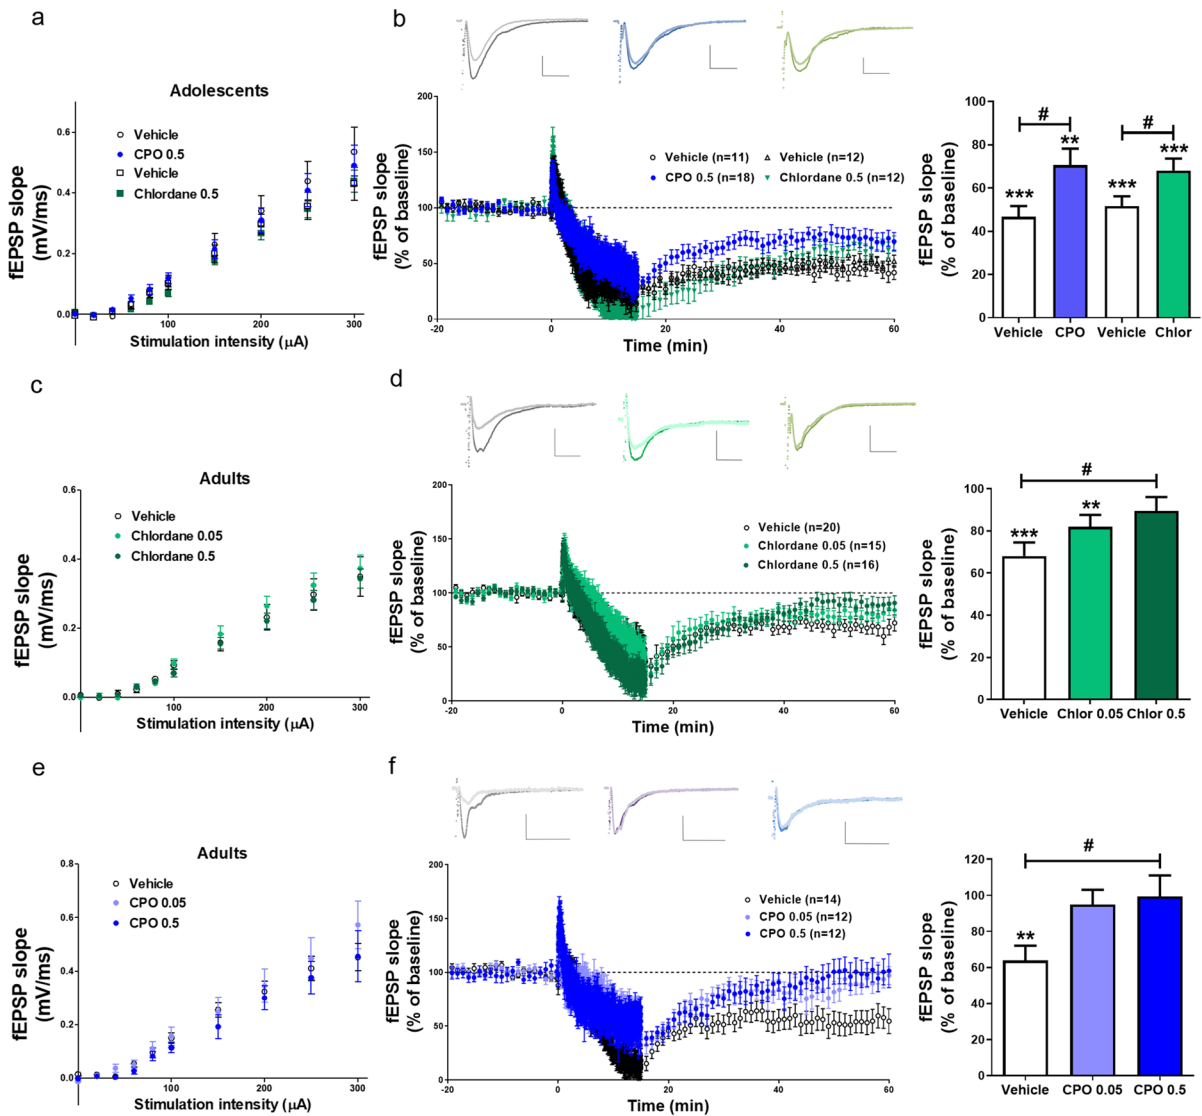 a
Adolescents
fEPSP slope
(mV/ms)
0.6
0.4
0.2
0.0
Vehicle
CPO 0.5
Vehicle
Chlordane 0.5
100
200
300
Stimulation intensity (μA)
b
fEPSP slope
(% of baseline)
200
150
100
50
0
Vehicle (n=11)
CPO 0.5 (n=18)
Vehicle (n=12)
Chlordane 0.5 (n=12)
-20
0
20
40
60
Time (min)
fEPSP slope
(% of baseline)
100
80
60
40
20
0
***
#
**
***
#
***
Vehicle
CPO
Vehicle
Chlor
c
Adults
fEPSP slope
(mV/ms)
0.6
0.4
0.2
0.0
Vehicle
Chlordane 0.05
Chlordane 0.5
100
200
300
Stimulation intensity (μA)
d
fEPSP slope
(% of baseline)
200
150
100
50
0
Vehicle (n=20)
Chlordane 0.05 (n=15)
Chlordane 0.5 (n=16)
-20
0
20
40
60
Time (min)
fEPSP slope
(% of baseline)
100
80
60
40
20
0
#
***
**
Vehicle
Chlor 0.05
Chlor 0.5
e
Adults
fEPSP slope
(mV/ms)
0.8
0.6
0.4
0.2
0.0
Vehicle
CPO 0.05
CPO 0.5
100
200
300
Stimulation intensity (μA)
f
fEPSP slope
(% of baseline)
200
150
100
50
0
Vehicle (n=14)
CPO 0.05 (n=12)
CPO 0.5 (n=12)
-20
0
20
40
60
Time (min)
fEPSP slope
(% of baseline)
120
100
80
60
40
20
0
#
**
Vehicle
CPO 0.05
CPO 0.5